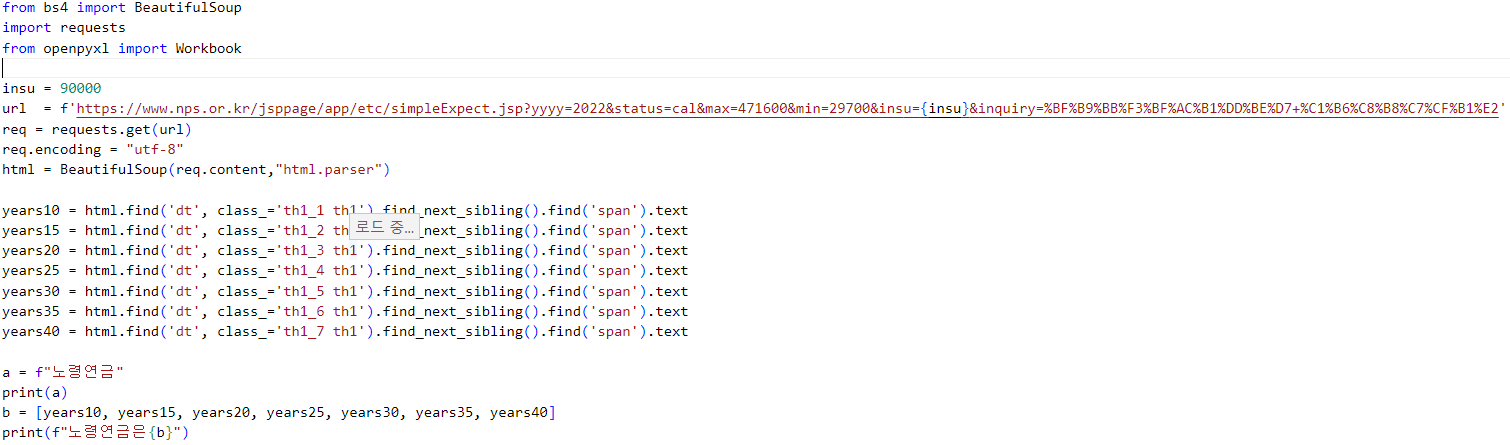 from bs4 import BeautifulSoup
import requests
from openpyxl import Workbook
insu = 90000
url  = f'https://www.nps.or.kr/jsppage/app/etc/simpleExpect.jsp?yyyy=2022&status=cal&max=471600&min=29700&insu={insu}&inquiry=%BF%B9%BB%F3%BF%AC%B1%DD%BE%D7+%C1%B6%C8%B8%C7%CF%B1%E2'
req = requests.get(url)
req.encoding = "utf-8"
html = BeautifulSoup(req.content,"html.parser")
years10 = html.find('dt', class_='th1_1 th1').find_next_sibling().find('span').text
years15 = html.find('dt', class_='th1_2 th 로드 중... _next_sibling().find('span').text
years20 = html.find('dt', class_='th1_3 th1').find_next_sibling().find('span').text
years25 = html.find('dt', class_='th1_4 th1').find_next_sibling().find('span').text
years30 = html.find('dt', class_='th1_5 th1').find_next_sibling().find('span').text
years35 = html.find('dt', class_='th1_6 th1').find_next_sibling().find('span').text
years40 = html.find('dt', class_='th1_7 th1').find_next_sibling().find('span').text
a = f"노령연금"
print(a)
b = [years10, years15, years20, years25, years30, years35, years40]
print(f"노령연금은{b}")